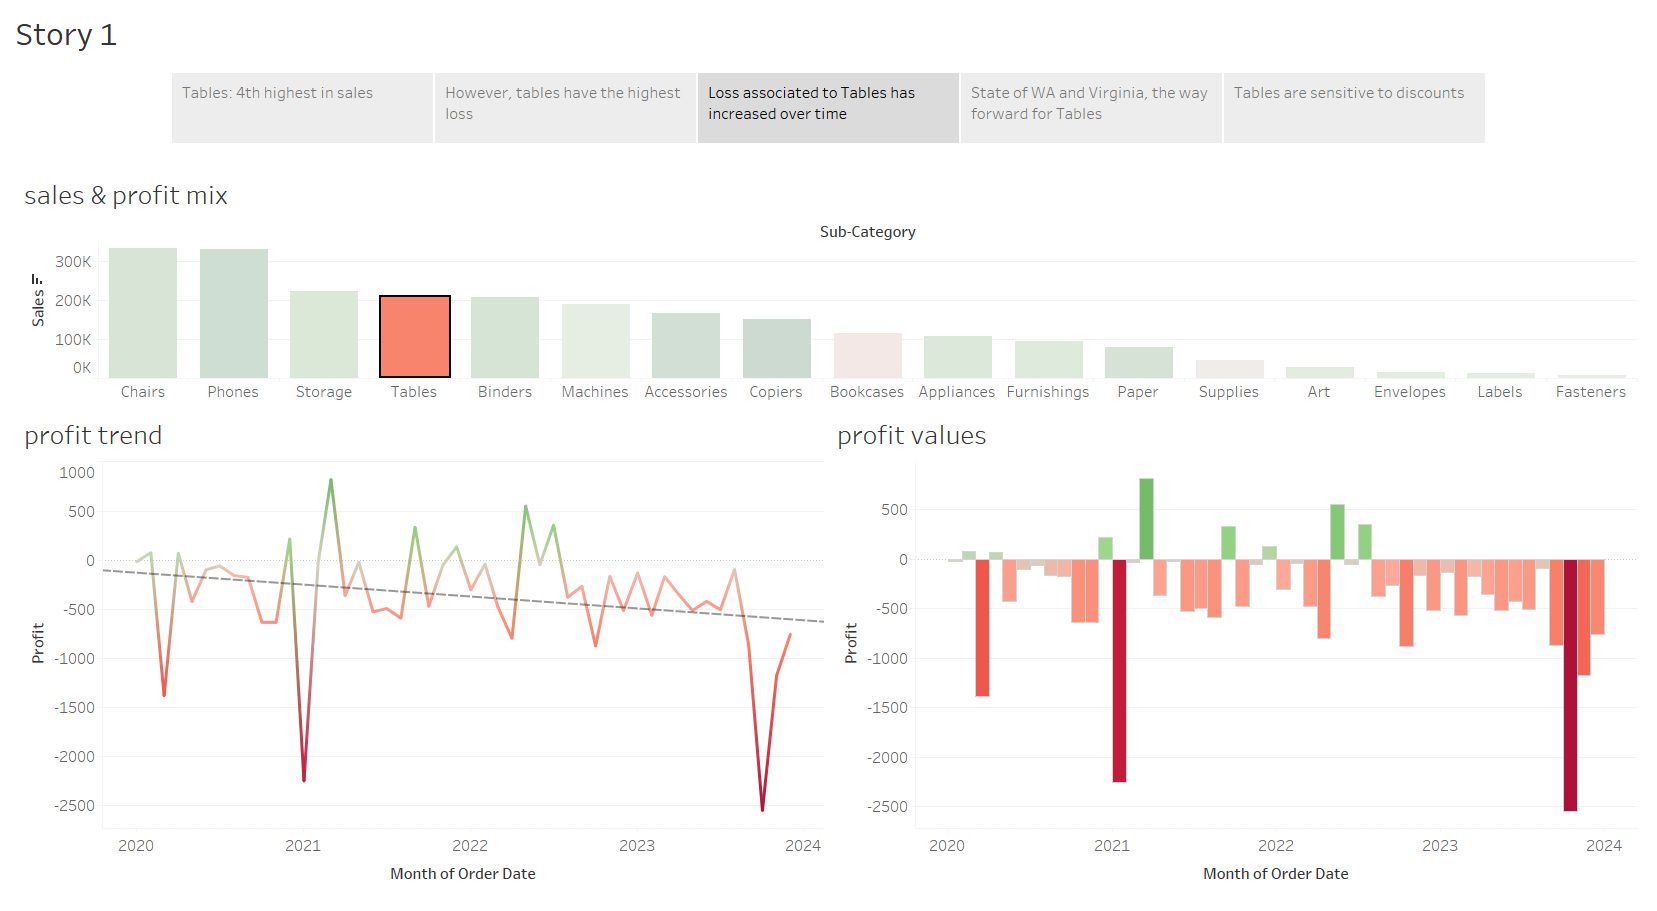 Story 1
Tables: 4th highest in sales
However, tables have the highest
loss
Loss associated to Tables has
increased over time
State of WA and Virginia, the way
forward for Tables
Tables are sensitive to discounts
sales & profit mix
Sub-Category
Sales
300K
200K
100K
0K
Chairs Phones Storage Tables Binders Machines Accessories Copiers Bookcases Appliances Furnishings Paper Supplies Art Envelopes Labels Fasteners
profit trend
Profit
1000
500
0
-500
-1000
-1500
-2000
-2500
2020 2021 2022 2023 2024
Month of Order Date
profit values
Profit
500
0
-500
-1000
-1500
-2000
-2500
2020 2021 2022 2023 2024
Month of Order Date